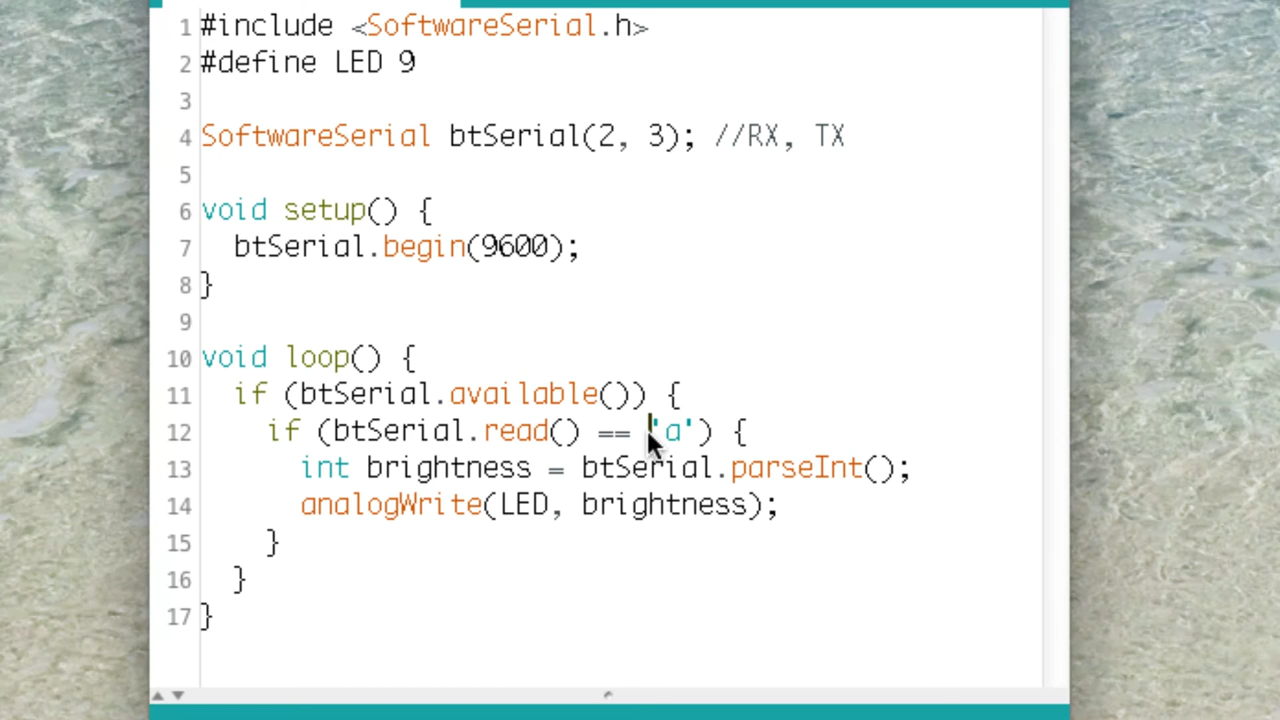 1 #include <SoftwareSerial.h>
2 #define LED 9
3
4 SoftwareSerial btSerial(2, 3); //RX, TX
5
6 void setup() {
7   btSerial.begin(9600);
8 }
9
10 void loop() {
11   if (btSerial.available()) {
12     if (btSerial.read() == 'a') {
13       int brightness = btSerial.parseInt();
14       analogWrite(LED, brightness);
15     }
16   }
17 }